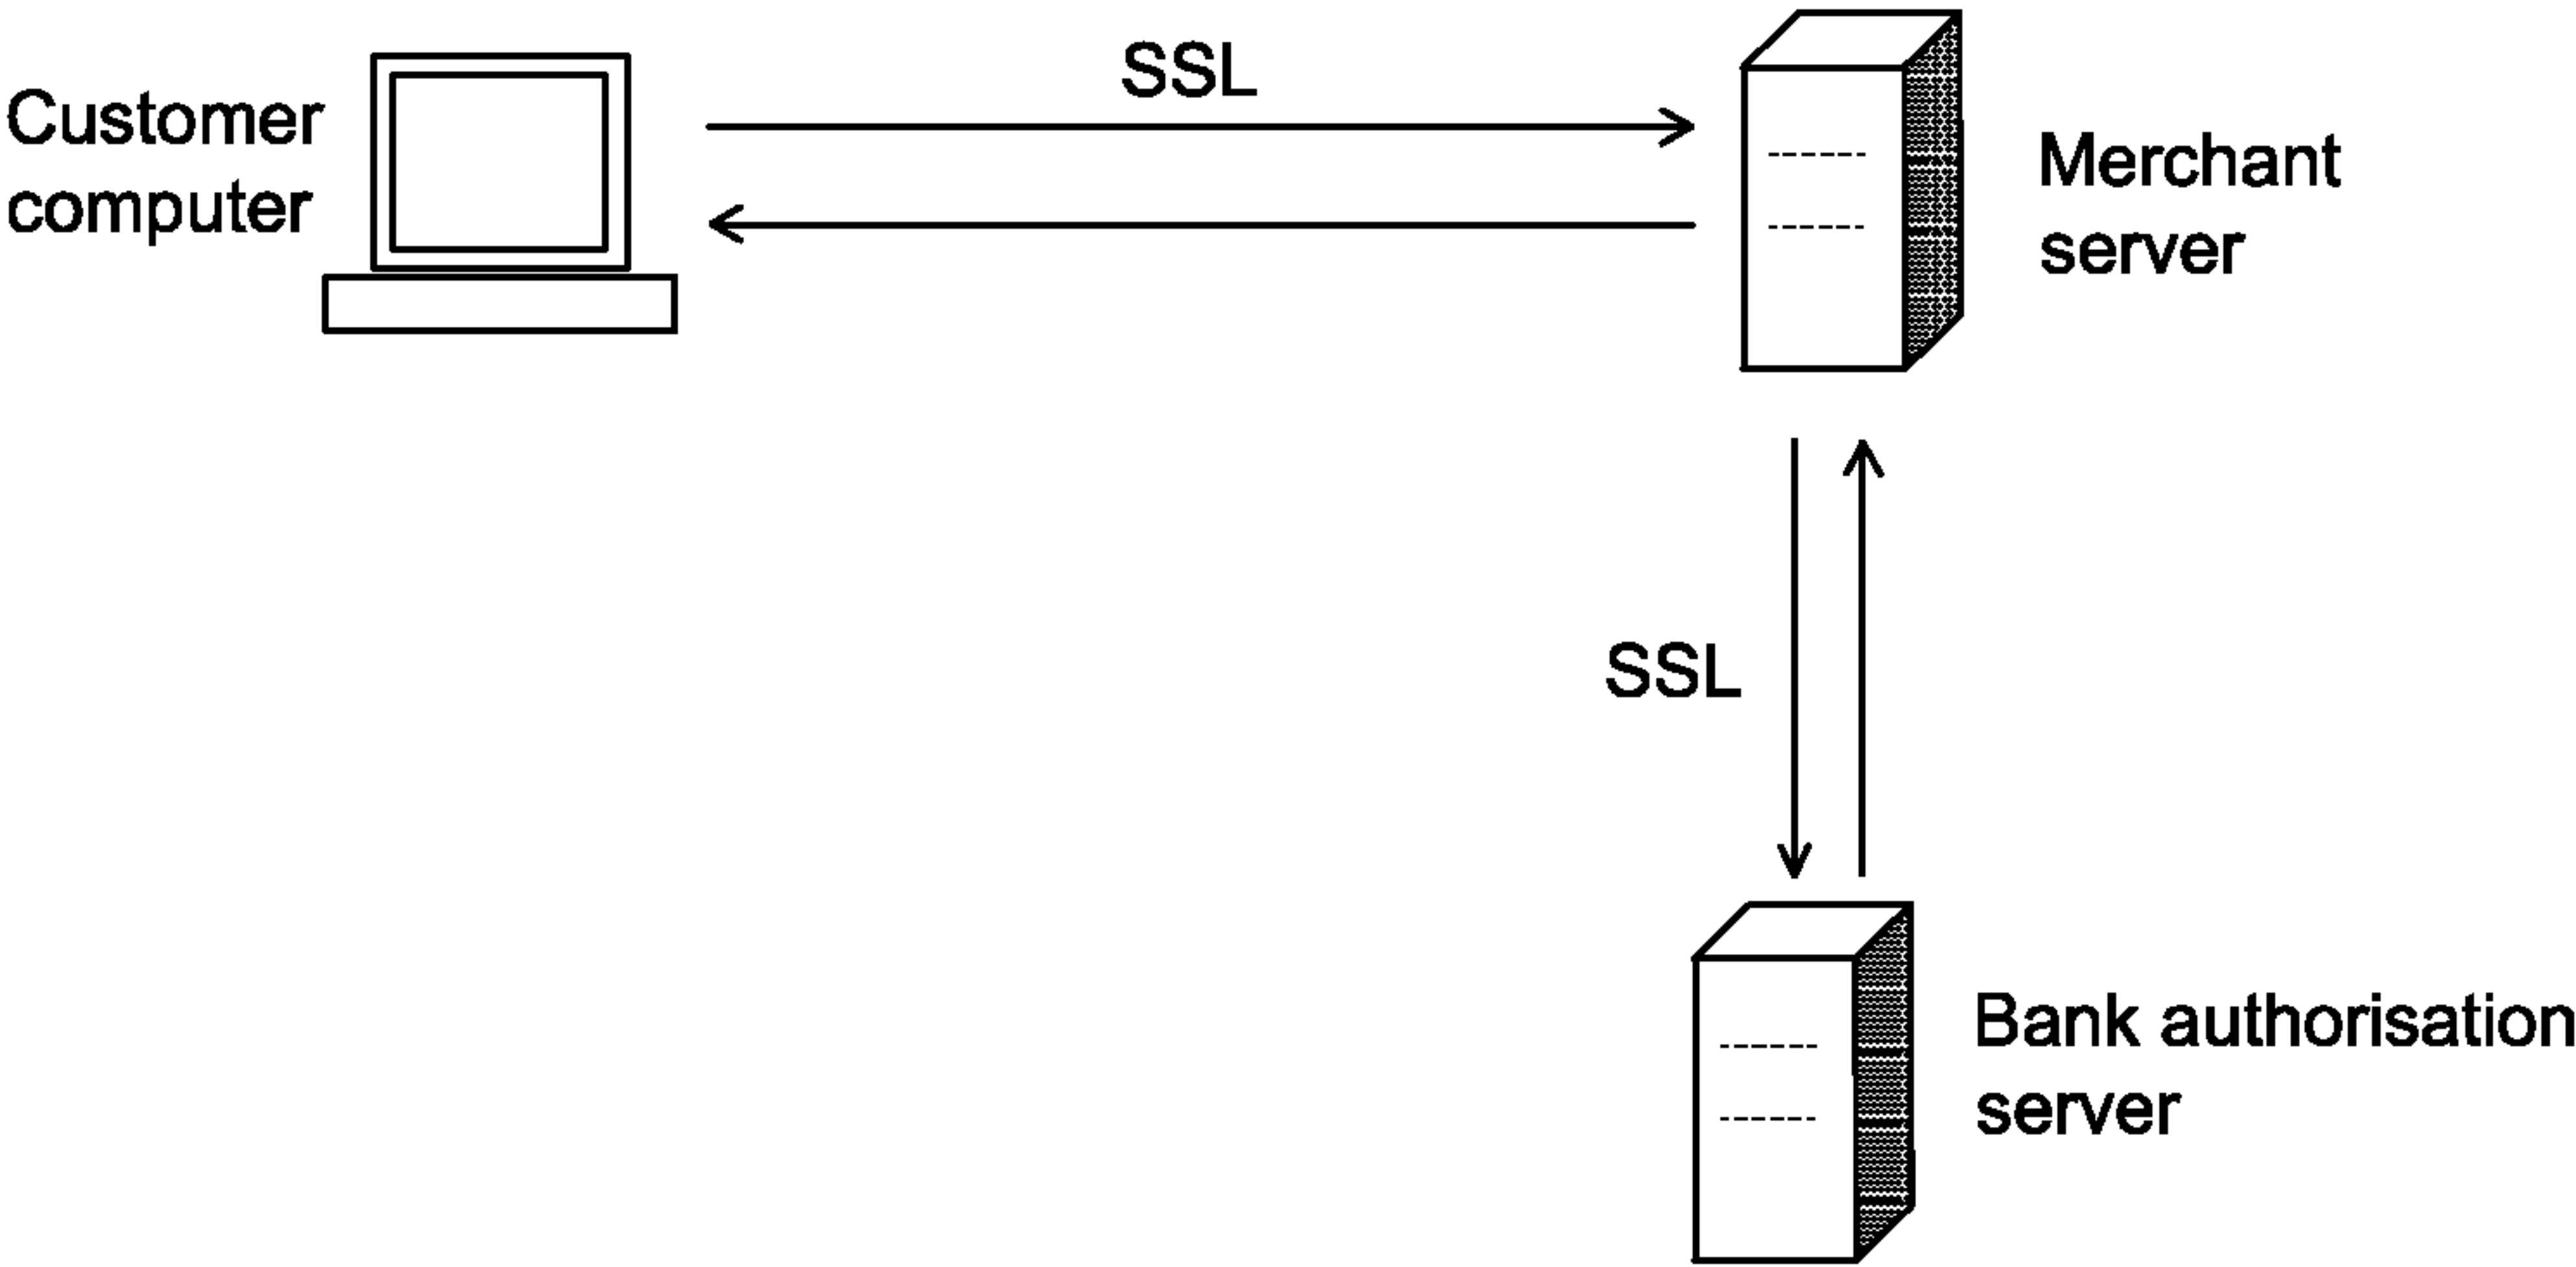 SSL
Customer
computer
Merchant
server
SSL
Bank authorisation
server